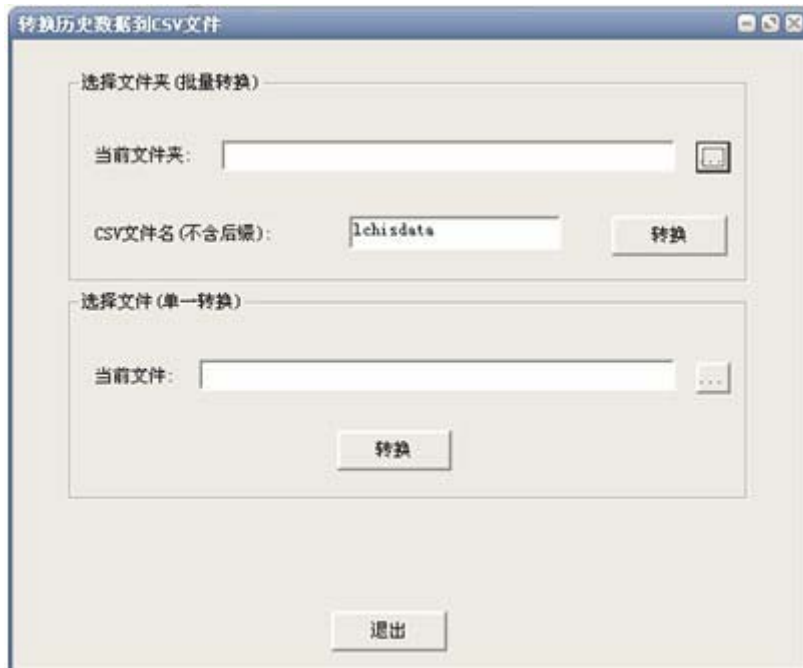 转换历史数据到CSV文件
选择文件夹(批量转换)
当前文件夹:
...
CSV文件名(不含后缀):
lchisdata
转换
选择文件(单一转换)
当前文件:
...
转换
退出